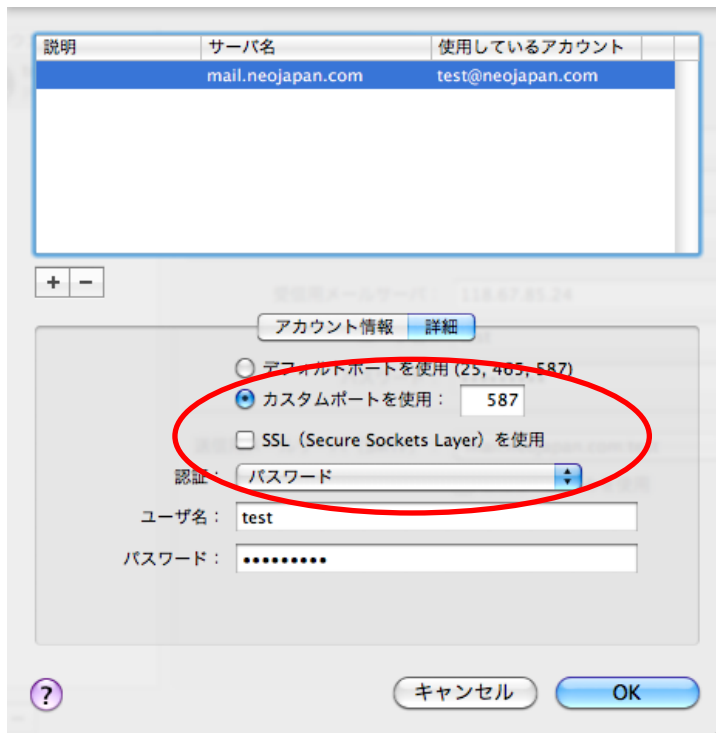 説明 サーバ名 使用しているアカウント
mail.neojapan.com test@neojapan.com
+ −
118.67.85.24
アカウント情報 詳細
デフォルトポートを使用 (25, 465, 587)
カスタムポートを使用： 587
SSL（Secure Sockets Layer）を使用
認証： パスワード
ユーザ名： test
パスワード： •••••••••
? キャンセル OK